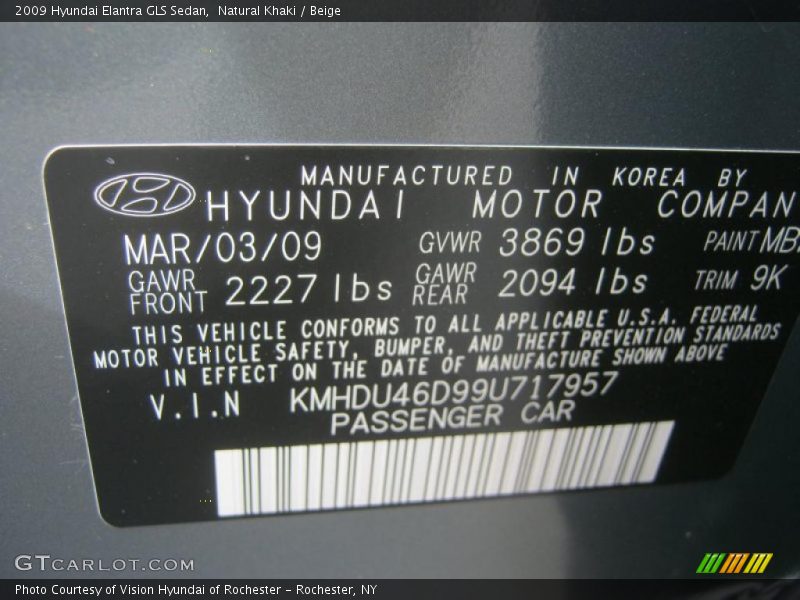 2009 Hyundai Elantra GLS Sedan,  Natural Khaki / Beige
MANUFACTURED IN KOREA BY
HYUNDAI MOTOR COMPAN
MAR/03/09 GVWR 3869 lbs PAINT MB
GAWR FRONT 2227 lbs GAWR REAR 2094 lbs TRIM 9K
THIS VEHICLE CONFORMS TO ALL APPLICABLE U.S.A. FEDERAL
MOTOR VEHICLE SAFETY, BUMPER, AND THEFT PREVENTION STANDARDS
IN EFFECT ON THE DATE OF MANUFACTURE SHOWN ABOVE
V.I.N KMHDU46D99U717957
PASSENGER CAR
GTCARLOT.COM
Photo Courtesy of Vision Hyundai of Rochester - Rochester, NY